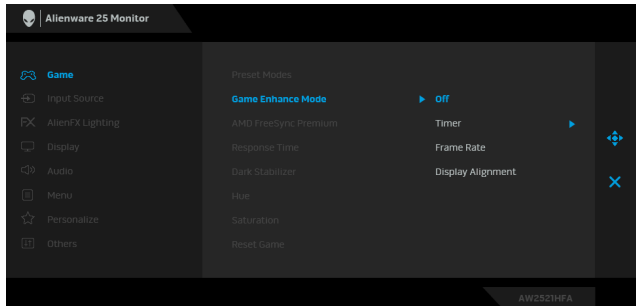 Alienware 25 Monitor
Game
Input Source
AlienFX Lighting
Display
Audio
Menu
Personalize
Others
Preset Modes
Game Enhance Mode
AMD FreeSync Premium
Response Time
Dark Stabilizer
Hue
Saturation
Reset Game
Off
Timer
Frame Rate
Display Alignment
AW2521HFA